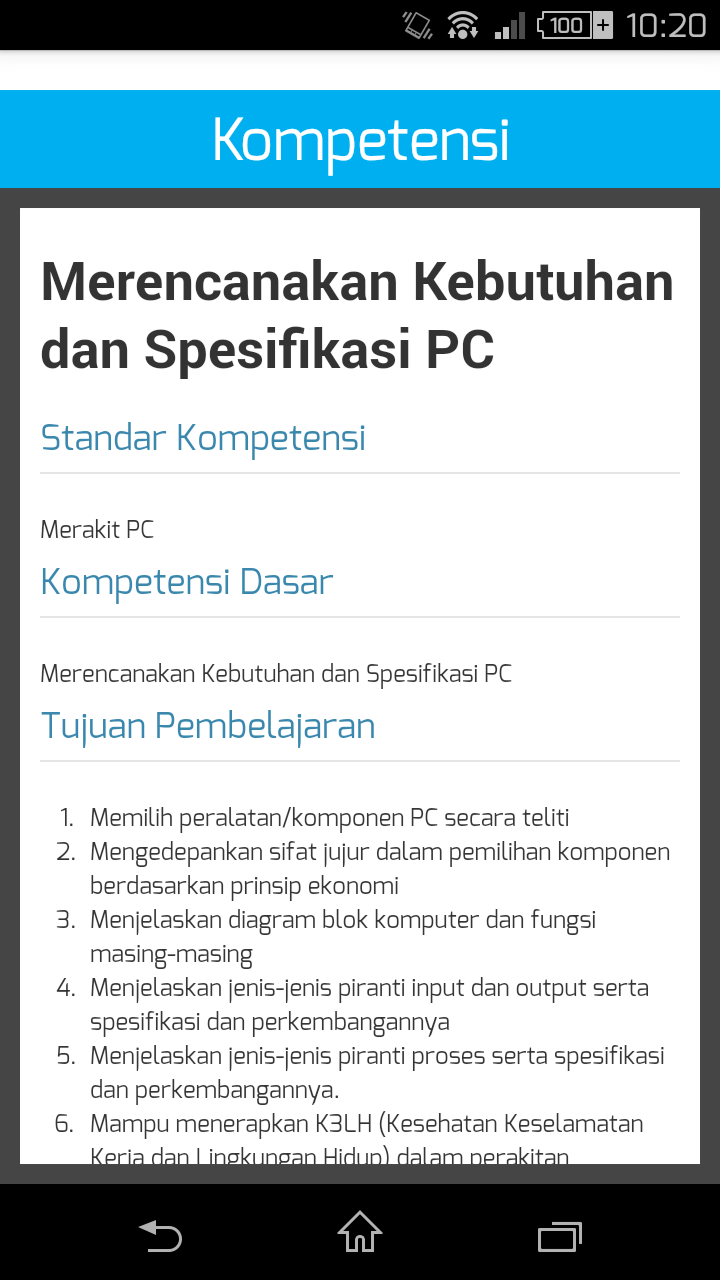 100 10:20
Kompetensi
Merencanakan Kebutuhan
dan Spesifikasi PC
Standar Kompetensi
Merakit PC
Kompetensi Dasar
Merencanakan Kebutuhan dan Spesifikasi PC
Tujuan Pembelajaran
1. Memilih peralatan/komponen PC secara teliti
2. Mengedepankan sifat jujur dalam pemilihan komponen
berdasarkan prinsip ekonomi
3. Menjelaskan diagram blok komputer dan fungsi
masing-masing
4. Menjelaskan jenis-jenis piranti input dan output serta
spesifikasi dan perkembangannya
5. Menjelaskan jenis-jenis piranti proses serta spesifikasi
dan perkembangannya.
6. Mampu menerapkan K3LH (Kesehatan Keselamatan
Kerja dan Lingkungan Hidup) dalam perakitan